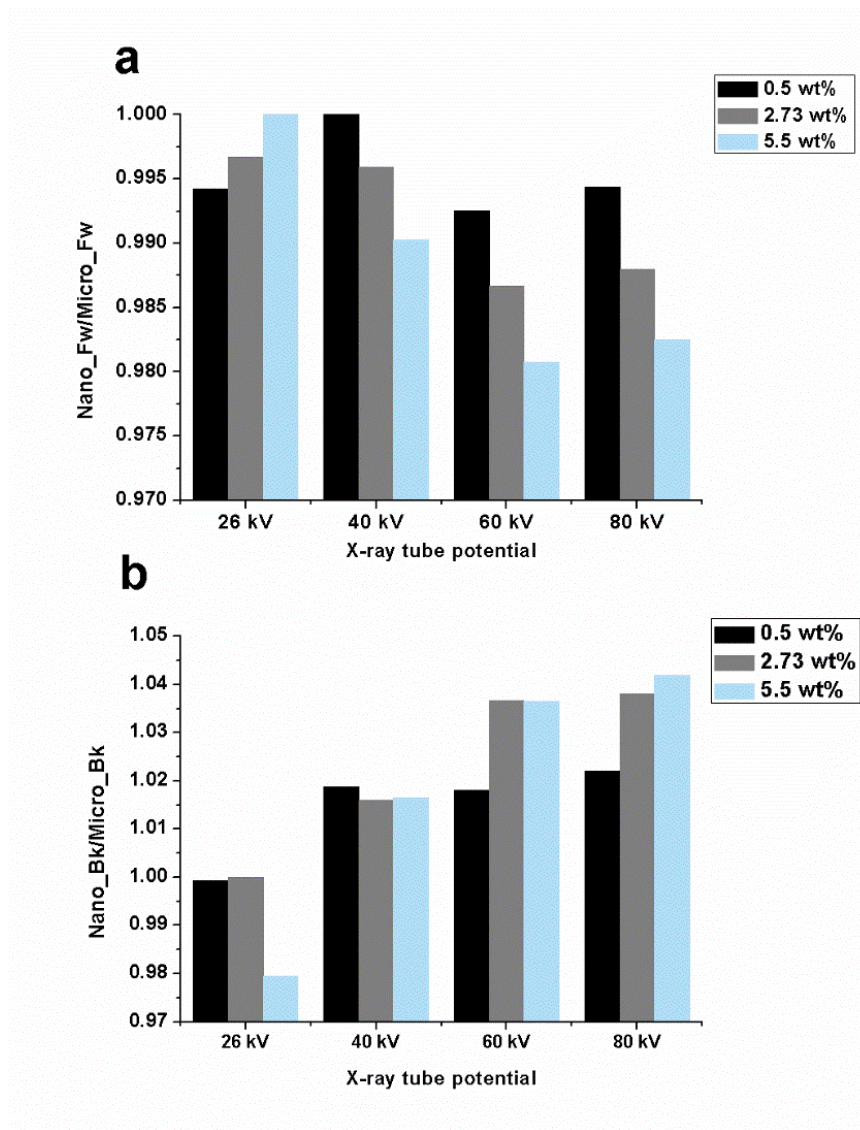 a
0.5 wt%
2.73 wt%
5.5 wt%
1.000
0.995
0.990
0.985
0.980
0.975
0.970
Nano_Fw/Micro_Fw
26 kV
40 kV
60 kV
80 kV
X-ray tube potential
b
0.5 wt%
2.73 wt%
5.5 wt%
1.05
1.04
1.03
1.02
1.01
1.00
0.99
0.98
0.97
Nano_Bk/Micro_Bk
26 kV
40 kV
60 kV
80 kV
X-ray tube potential